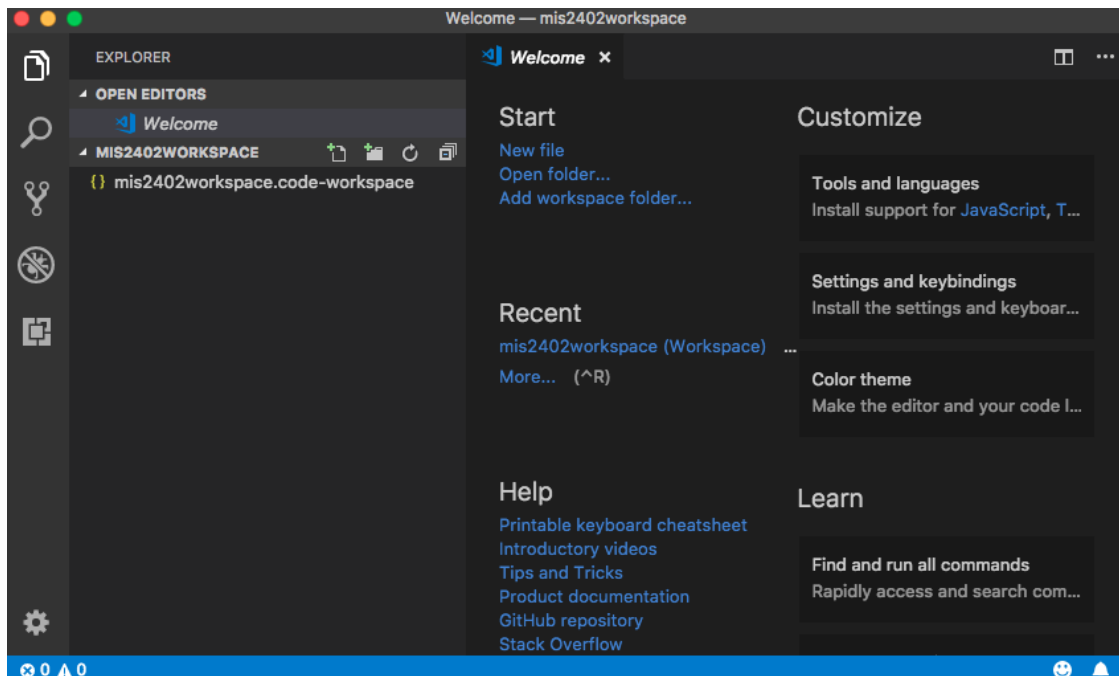 Welcome — mis2402workspace
EXPLORER
OPEN EDITORS
Welcome
MIS2402WORKSPACE
{} mis2402workspace.code-workspace
Welcome ×
Start
New file
Open folder...
Add workspace folder...
Recent
mis2402workspace (Workspace) ...
More... (^R)
Help
Printable keyboard cheatsheet
Introductory videos
Tips and Tricks
Product documentation
GitHub repository
Stack Overflow
Customize
Tools and languages
Install support for JavaScript, T...
Settings and keybindings
Install the settings and keyboar...
Color theme
Make the editor and your code l...
Learn
Find and run all commands
Rapidly access and search com...
0 0